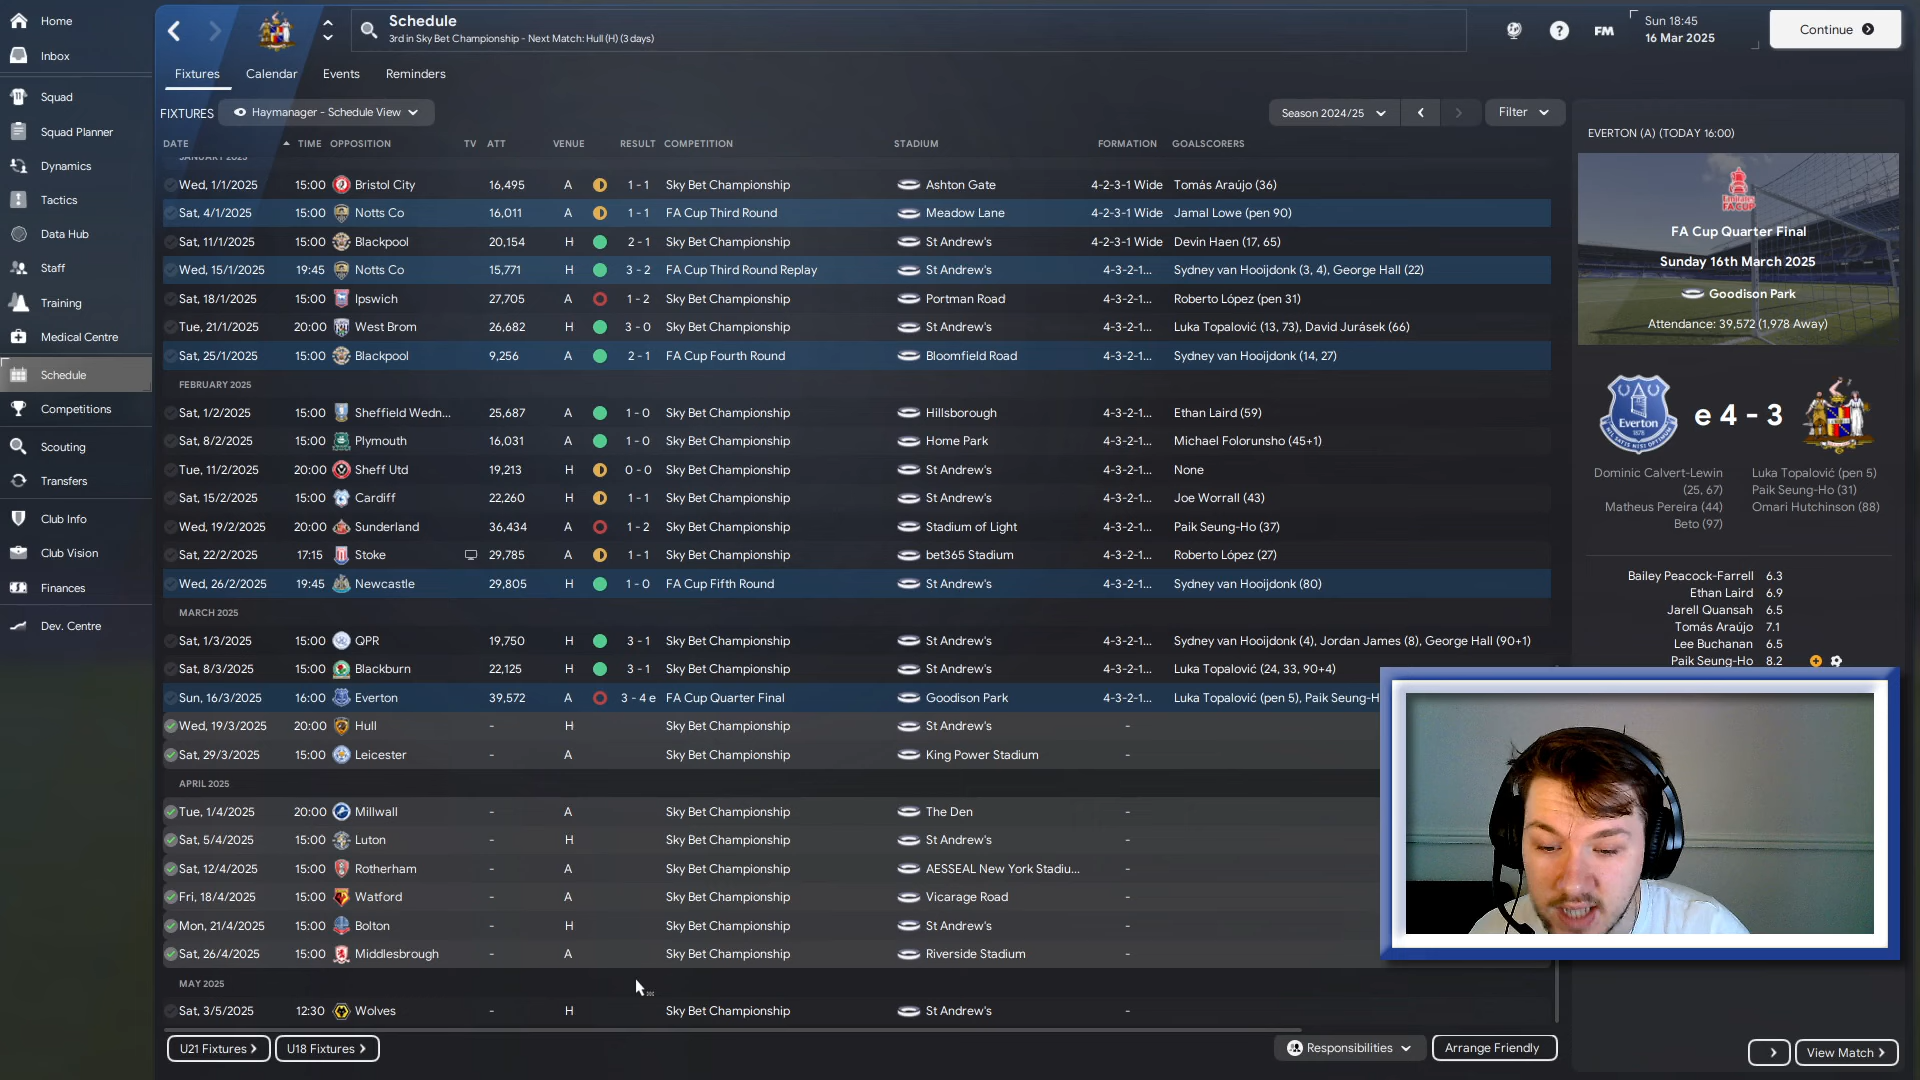 Home
Inbox
Squad
Squad Planner
Dynamics
Tactics
Data Hub
Staff
Training
Medical Centre
Schedule
Competitions
Scouting
Transfers
Club Info
Club Vision
Finances
Dev. Centre
Schedule
3rd in Sky Bet Championship - Next Match: Hull (H) (3 days)
FM
Sun 18:45
16 Mar 2025
Continue
Fixtures Calendar Events Reminders
FIXTURES Haymanager - Schedule View Season 2024/25 Filter
DATE TIME OPPOSITION TV ATT VENUE RESULT COMPETITION STADIUM FORMATION GOALSCORERS
JANUARY 2025
Wed, 1/1/2025 15:00 Bristol City 16,495 A 1 - 1 Sky Bet Championship Ashton Gate 4-2-3-1 Wide Tomás Araújo (36)
Sat, 4/1/2025 15:00 Notts Co 16,011 A 1 - 1 FA Cup Third Round Meadow Lane 4-2-3-1 Wide Jamal Lowe (pen 90)
Sat, 11/1/2025 15:00 Blackpool 20,154 H 2 - 1 Sky Bet Championship St Andrew's 4-2-3-1 Wide Devin Haen (17, 65)
Wed, 15/1/2025 19:45 Notts Co 15,771 H 3 - 2 FA Cup Third Round Replay St Andrew's 4-3-2-1... Sydney van Hooijdonk (3, 4), George Hall (22)
Sat, 18/1/2025 15:00 Ipswich 27,705 A 1 - 2 Sky Bet Championship Portman Road 4-3-2-1... Roberto López (pen 31)
Tue, 21/1/2025 20:00 West Brom 26,682 H 3 - 0 Sky Bet Championship St Andrew's 4-3-2-1... Luka Topalović (13, 73), David Jurásek (66)
Sat, 25/1/2025 15:00 Blackpool 9,256 A 2 - 1 FA Cup Fourth Round Bloomfield Road 4-3-2-1... Sydney van Hooijdonk (14, 27)
FEBRUARY 2025
Sat, 1/2/2025 15:00 Sheffield Wedn... 25,687 A 1 - 0 Sky Bet Championship Hillsborough 4-3-2-1... Ethan Laird (59)
Sat, 8/2/2025 15:00 Plymouth 16,031 A 1 - 0 Sky Bet Championship Home Park 4-3-2-1... Michael Folorunsho (45+1)
Tue, 11/2/2025 20:00 Sheff Utd 19,213 H 0 - 0 Sky Bet Championship St Andrew's 4-3-2-1... None
Sat, 15/2/2025 15:00 Cardiff 22,260 H 1 - 1 Sky Bet Championship St Andrew's 4-3-2-1... Joe Worrall (43)
Wed, 19/2/2025 20:00 Sunderland 36,434 A 1 - 2 Sky Bet Championship Stadium of Light 4-3-2-1... Paik Seung-Ho (37)
Sat, 22/2/2025 17:15 Stoke 29,785 A 1 - 1 Sky Bet Championship bet365 Stadium 4-3-2-1... Roberto López (27)
Wed, 26/2/2025 19:45 Newcastle 29,805 H 1 - 0 FA Cup Fifth Round St Andrew's 4-3-2-1... Sydney van Hooijdonk (80)
MARCH 2025
Sat, 1/3/2025 15:00 QPR 19,750 H 3 - 1 Sky Bet Championship St Andrew's 4-3-2-1... Sydney van Hooijdonk (4), Jordan James (8), George Hall (90+1)
Sat, 8/3/2025 15:00 Blackburn 22,125 H 3 - 1 Sky Bet Championship St Andrew's 4-3-2-1... Luka Topalović (24, 33, 90+4)
Sun, 16/3/2025 16:00 Everton 39,572 A 3 - 4 e FA Cup Quarter Final Goodison Park 4-3-2-1... Luka Topalović (pen 5), Paik Seung-H
Wed, 19/3/2025 20:00 Hull - H Sky Bet Championship St Andrew's -
Sat, 29/3/2025 15:00 Leicester - A Sky Bet Championship King Power Stadium -
APRIL 2025
Tue, 1/4/2025 20:00 Millwall - A Sky Bet Championship The Den -
Sat, 5/4/2025 15:00 Luton - H Sky Bet Championship St Andrew's -
Sat, 12/4/2025 15:00 Rotherham - A Sky Bet Championship AESSEAL New York Stadiu... -
Fri, 18/4/2025 15:00 Watford - A Sky Bet Championship Vicarage Road -
Mon, 21/4/2025 15:00 Bolton - H Sky Bet Championship St Andrew's -
Sat, 26/4/2025 15:00 Middlesbrough - A Sky Bet Championship Riverside Stadium -
MAY 2025
Sat, 3/5/2025 12:30 Wolves - H Sky Bet Championship St Andrew's
U21 Fixtures U18 Fixtures Responsibilities Arrange Friendly
EVERTON (A) (TODAY 16:00)
Emirates
FA CUP
FA Cup Quarter Final
Sunday 16th March 2025
Goodison Park
Attendance: 39,572 (1,978 Away)
Everton
e 4 - 3
Dominic Calvert-Lewin
(25, 67)
Matheus Pereira (44)
Beto (97)
Luka Topalović (pen 5)
Paik Seung-Ho (31)
Omari Hutchinson (88)
Bailey Peacock-Farrell 6.3
Ethan Laird 6.9
Jarell Quansah 6.5
Tomás Araújo 7.1
Lee Buchanan 6.5
Paik Seung-Ho 8.2
View Match